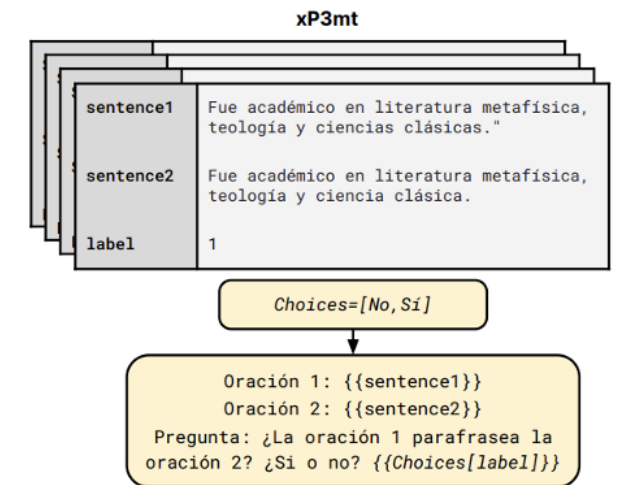 xP3mt
sentence1
Fue académico en literatura metafísica,
teología y ciencias clásicas."
sentence2
Fue académico en literatura metafísica,
teología y ciencia clásica.
label
1
Choices=[No,Sí]
Oración 1: {{sentence1}}
Oración 2: {{sentence2}}
Pregunta: ¿La oración 1 parafrasea la
oración 2? ¿Si o no? {{Choices[label]}}